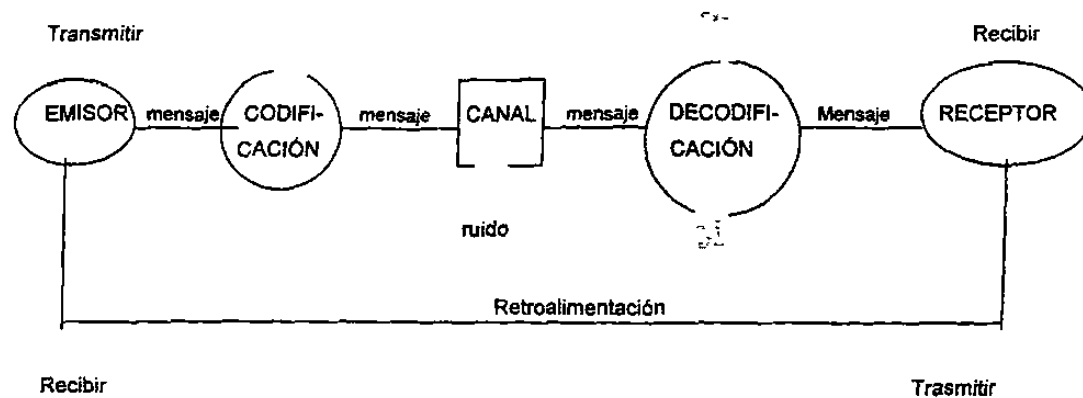 Transmitir
Recibir
EMISOR
mensaje
CODIFI-
CACIÓN
mensaje
CANAL
mensaje
DECODIFI-
CACIÓN
Mensaje
RECEPTOR
ruido
Retroalimentación
Recibir
Trasmitir